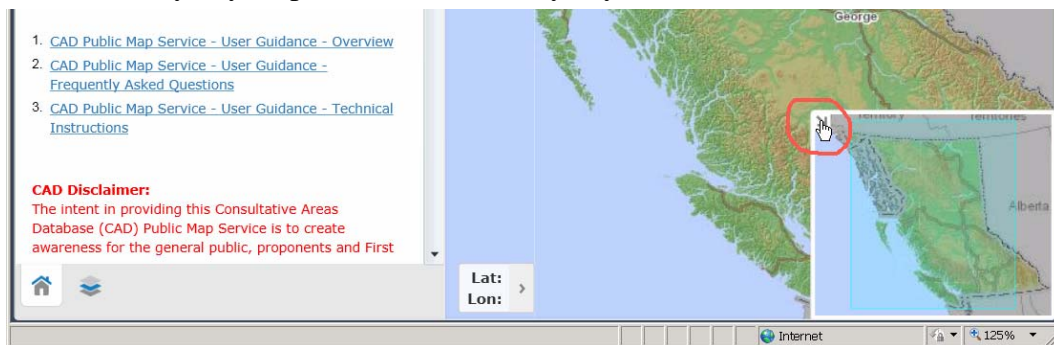 George
1. CAD Public Map Service - User Guidance - Overview
2. CAD Public Map Service - User Guidance -
Frequently Asked Questions
3. CAD Public Map Service - User Guidance - Technical
Instructions
CAD Disclaimer:
The intent in providing this Consultative Areas
Database (CAD) Public Map Service is to create
awareness for the general public, proponents and First
Territory
Territories
Alberta
Lat:
Lon:
Internet
125%